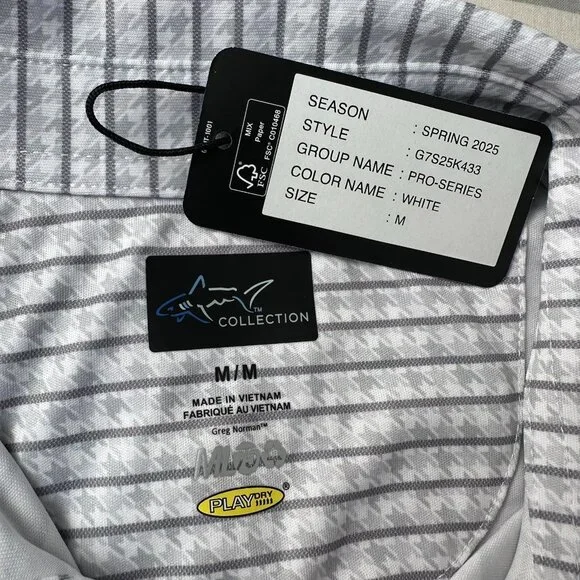 SEASON : SPRING 2025
STYLE : G7S25K433
GROUP NAME : PRO-SERIES
COLOR NAME : WHITE
SIZE : M
MIX
Paper
FSC® C010468
FSC
COLLECTION
TM
M/M
MADE IN VIETNAM
FABRIQUÉ AU VIETNAM
Greg Norman™
PLAYDRY®